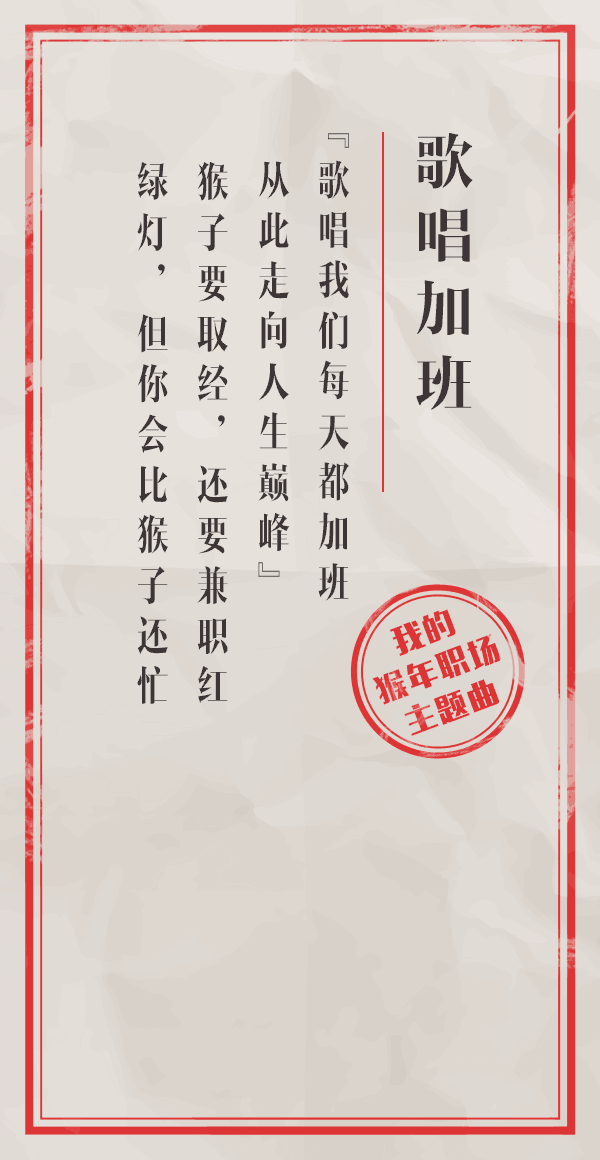 歌唱加班
『歌唱我们每天都加班
从此走向人生巅峰』
猴子要取经，还要兼职红
绿灯，但你会比猴子还忙
我的
猴年职场
主题曲